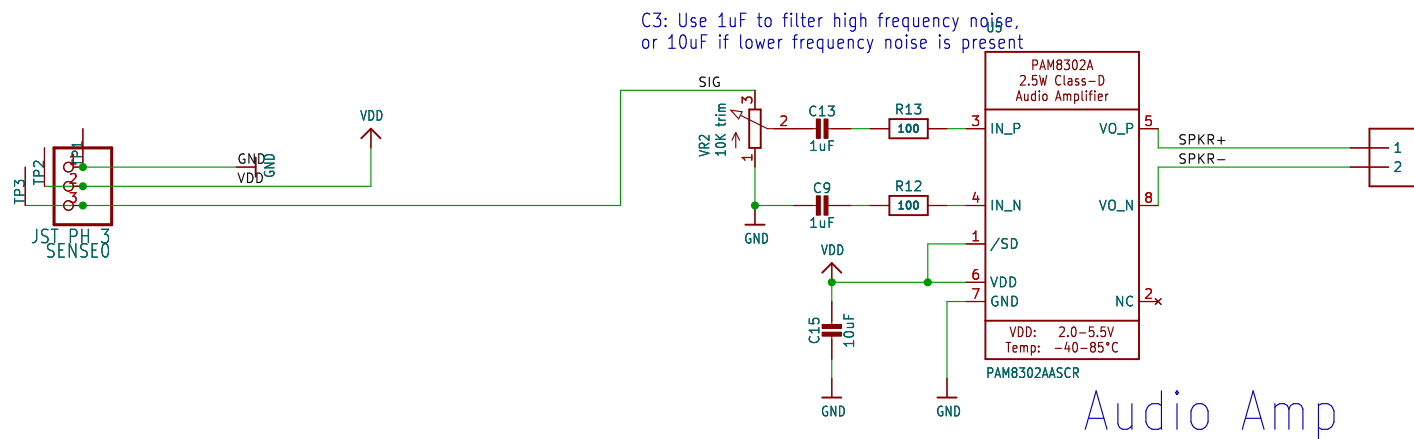 C3: Use 1uF to filter high frequency noise,
or 10uF if lower frequency noise is present
U5
PAM8302A
2.5W Class-D
Audio Amplifier
SIG
3
VR2
10K trim
2
1
C13
1uF
R13
100
3
IN_P
VO_P
5
SPKR+
1
SPKR-
2
VDD
TP1
TP2
TP3
1
2
3
GND
GND
VDD
JST PH 3
SENSE0
C9
1uF
R12
100
4
IN_N
VO_N
8
GND
1
/SD
VDD
6
VDD
7
GND
NC
2
C15
10uF
VDD: 2.0-5.5V
Temp: -40-85°C
PAM8302AASCR
GND
GND
Audio Amp